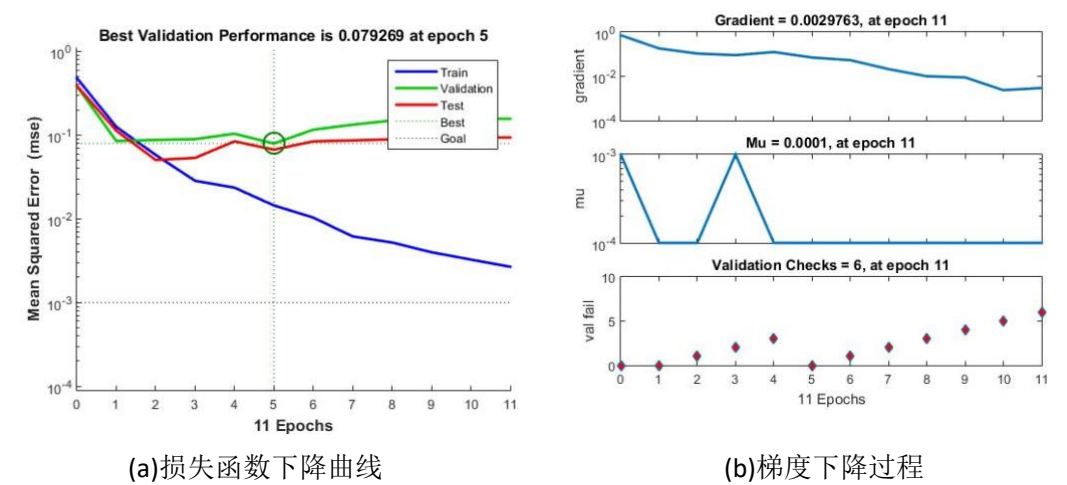 Best Validation Performance is 0.079269 at epoch 5
Mean Squared Error (mse)
10^0
10^-1
10^-2
10^-3
10^-4
Train
Validation
Test
Best
Goal
0 1 2 3 4 5 6 7 8 9 10 11
11 Epochs
(a)损失函数下降曲线
Gradient = 0.0029763, at epoch 11
gradient
10^0
10^-2
10^-4
Mu = 0.0001, at epoch 11
mu
10^-3
10^-4
Validation Checks = 6, at epoch 11
val fail
10
5
0
0 1 2 3 4 5 6 7 8 9 10 11
11 Epochs
(b)梯度下降过程